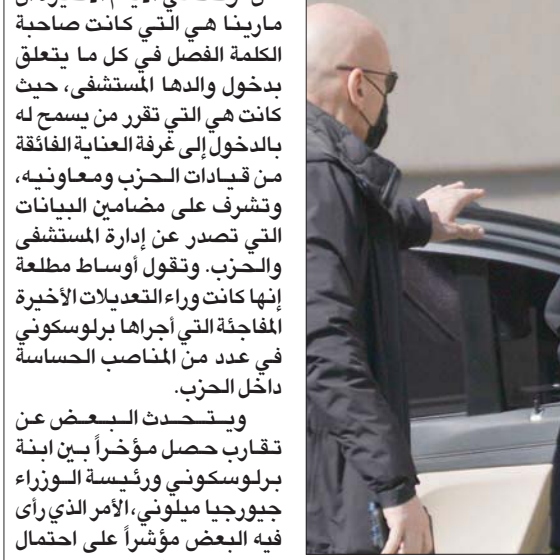 مارينا هي التي كانت صاحبة
الكلمة الفصل في كل ما يتعلق
بدخول والدها المستشفى، حيث
كانت هي التي تقرر من يسمح له
بالدخول إلى غرفة العناية الفائقة
من قيادات الحزب ومعاونيه،
وتشرف على مضامين البيانات
التي تصدر عن إدارة المستشفى
والحزب. وتقول أوساط مطلعة
إنها كانت وراء التعديلات الأخيرة
المفاجئة التي أجراها برلوسكوني
في عدد من المناصب الحساسة
داخل الحزب.
ويتحدث البعض عن
تقارب حصل مؤخراً بين ابنة
برلوسكوني ورئيسة الوزراء
جيورجيا ميلوني، الأمر الذي رأى
فيه البعض مؤشراً على احتمال